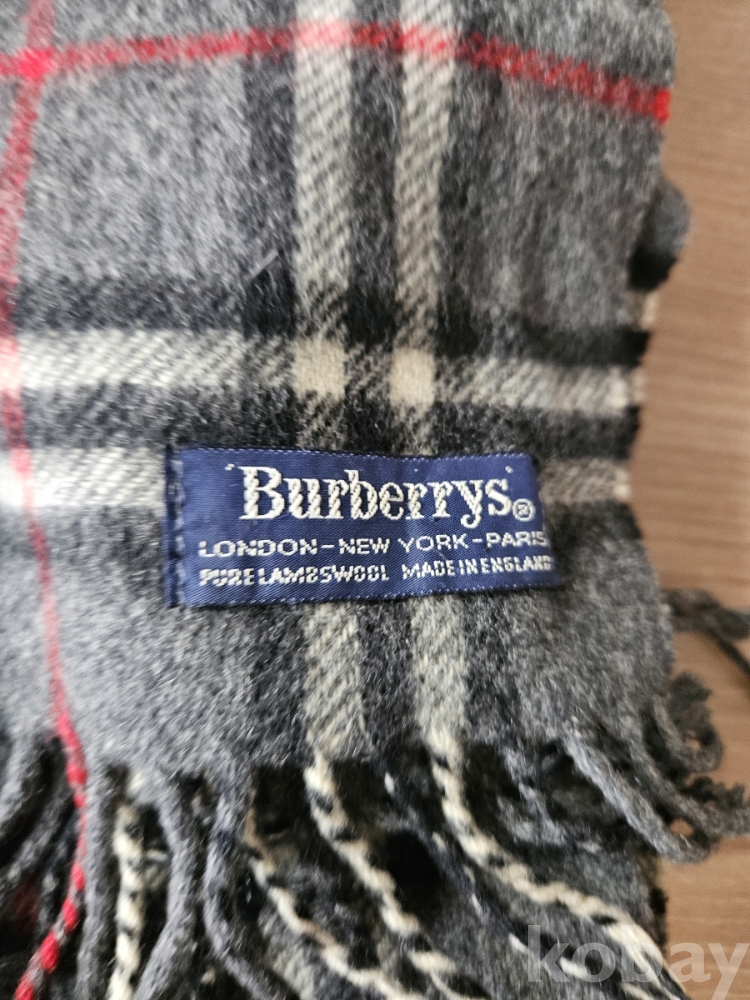 Burberrys®
LONDON-NEW YORK-PARIS
PURE LAMBSWOOL MADE IN ENGLAND
kobay